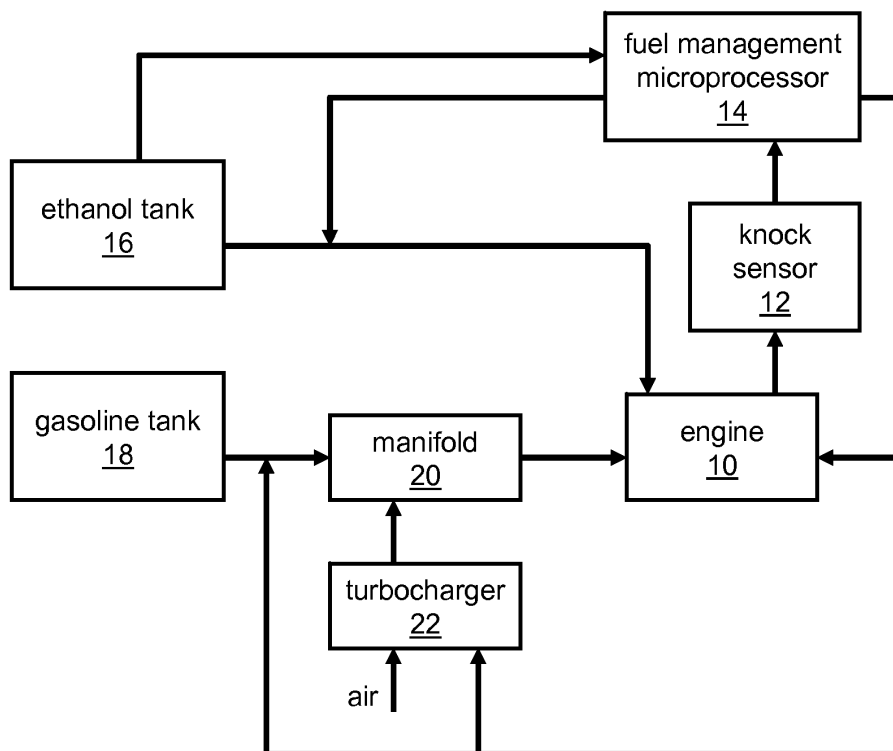 fuel management
microprocessor
14
ethanol tank
16
knock
sensor
12
gasoline tank
18
manifold
20
engine
10
turbocharger
22
air